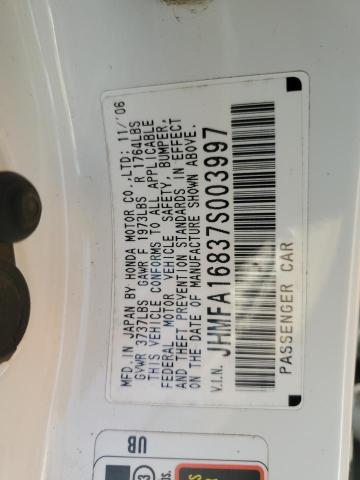 MFD.IN JAPAN BY HONDA MOTOR CO.,LTD; 11/'06
GVWR 3737LBS GAWR F 1973LBS R 1764LBS
THIS VEHICLE CONFORMS TO ALL APPLICABLE
FEDERAL MOTOR VEHICLE SAFETY, BUMPER,
AND THEFT PREVENTION STANDARDS IN EFFECT
ON THE DATE OF MANUFACTURE SHOWN ABOVE.
V.I.N. JHMFA16837S003997
PASSENGER CAR
UB